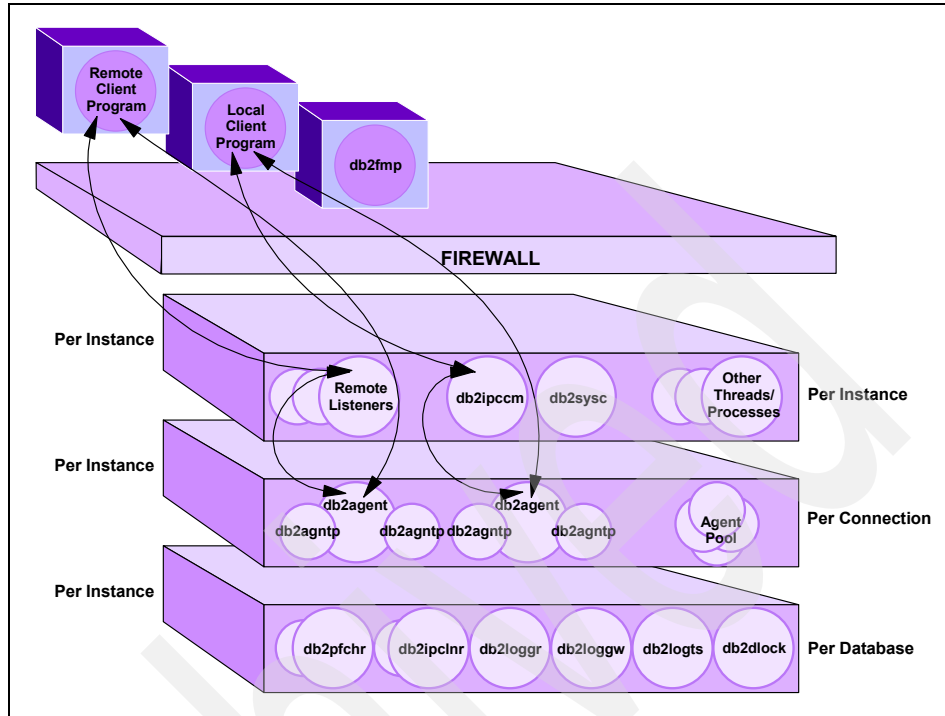 Remote
Client
Program
Local
Client
Program
db2fmp
FIREWALL
Per Instance
Remote
Listeners
db2ipccm
db2sysc
Other
Threads/
Processes
Per Instance
Per Instance
db2agent
db2agntp
db2agntp
db2agent
db2agntp
db2agntp
Agent
Pool
Per Connection
Per Instance
db2pfchr
db2ipclnr
db2loggr
db2loggw
db2logts
db2dlock
Per Database